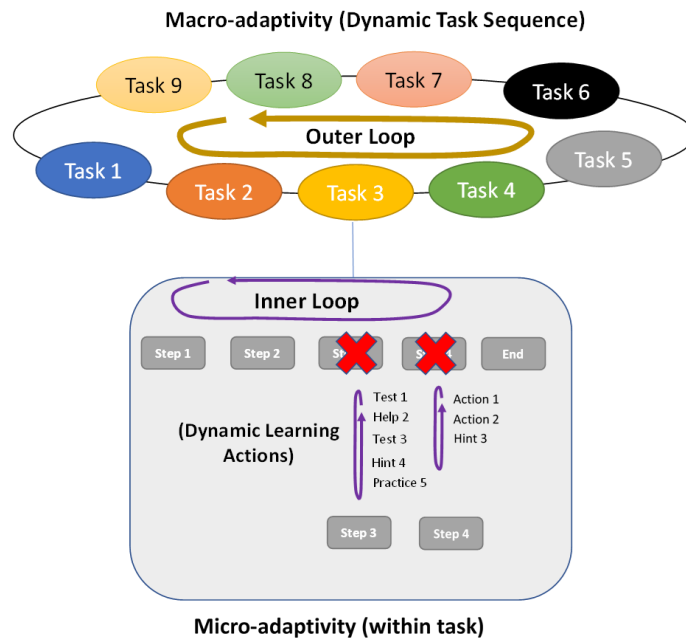 Macro-adaptivity (Dynamic Task Sequence)
Task 9
Task 8
Task 7
Task 6
Outer Loop
Task 1
Task 2
Task 3
Task 4
Task 5
Inner Loop
Step 1
Step 2
End
(Dynamic Learning
Actions)
Test 1
Help 2
Test 3
Hint 4
Practice 5
Action 1
Action 2
Hint 3
Step 3
Step 4
Micro-adaptivity (within task)